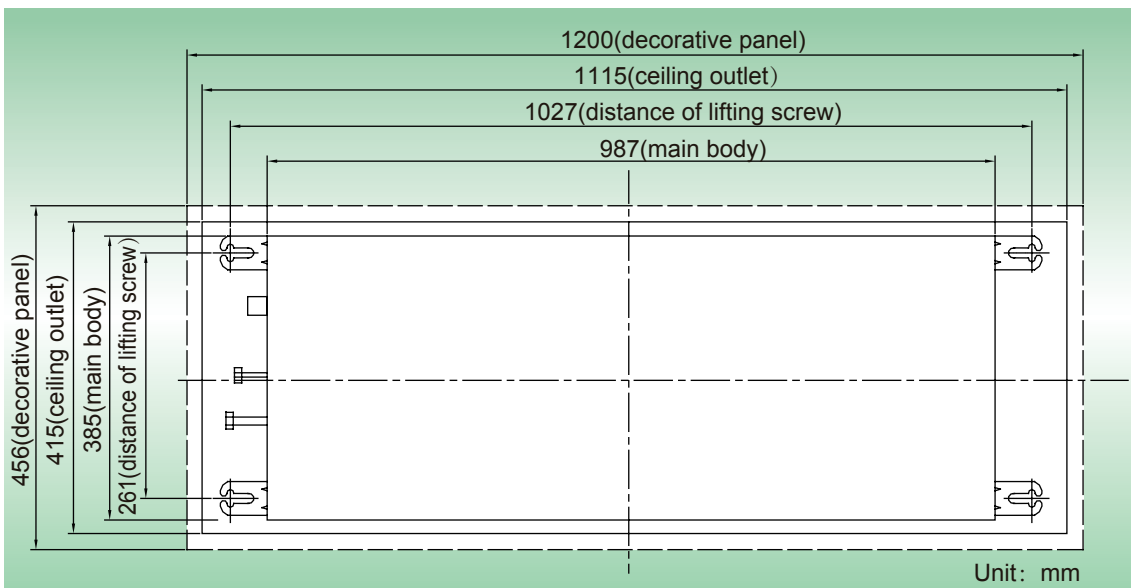 1200(decorative panel)
1115(ceiling outlet）
1027(distance of lifting screw)
987(main body)
456(decorative panel)
415(ceiling outlet)
385(main body)
261(distance of lifting screw）
Unit：mm